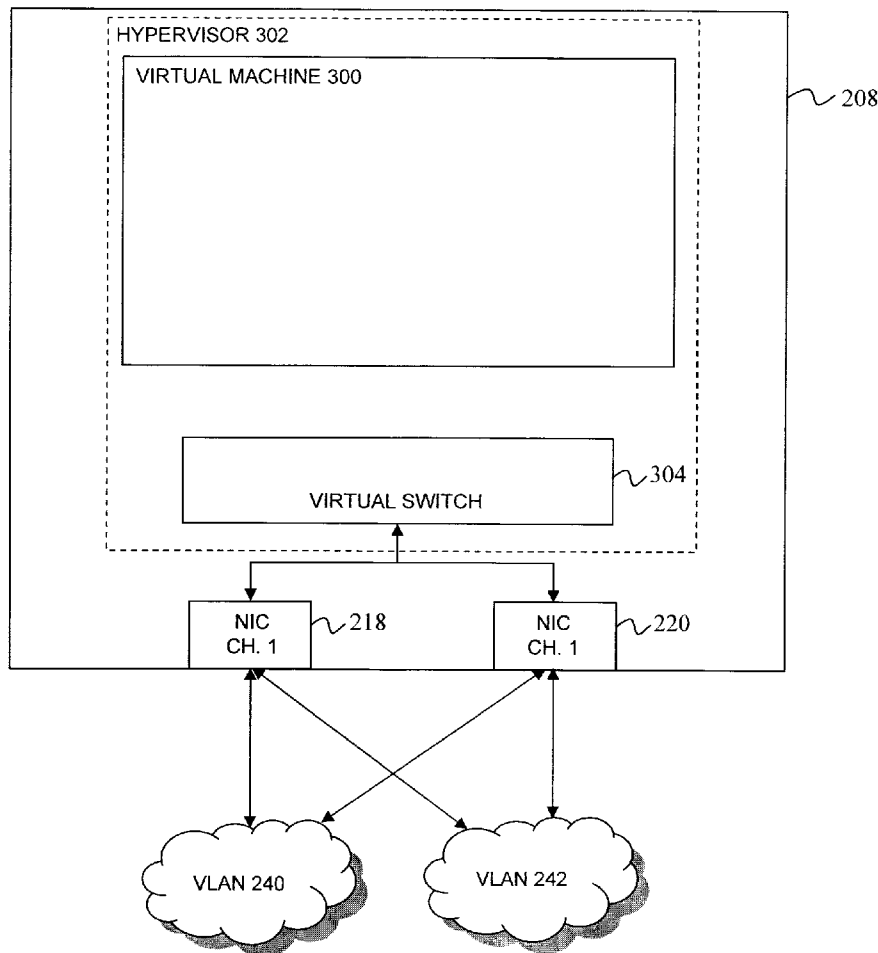 HYPERVISOR 302
VIRTUAL MACHINE 300
208
304
VIRTUAL SWITCH
NIC
CH. 1
218
NIC
CH. 1
220
VLAN 240
VLAN 242